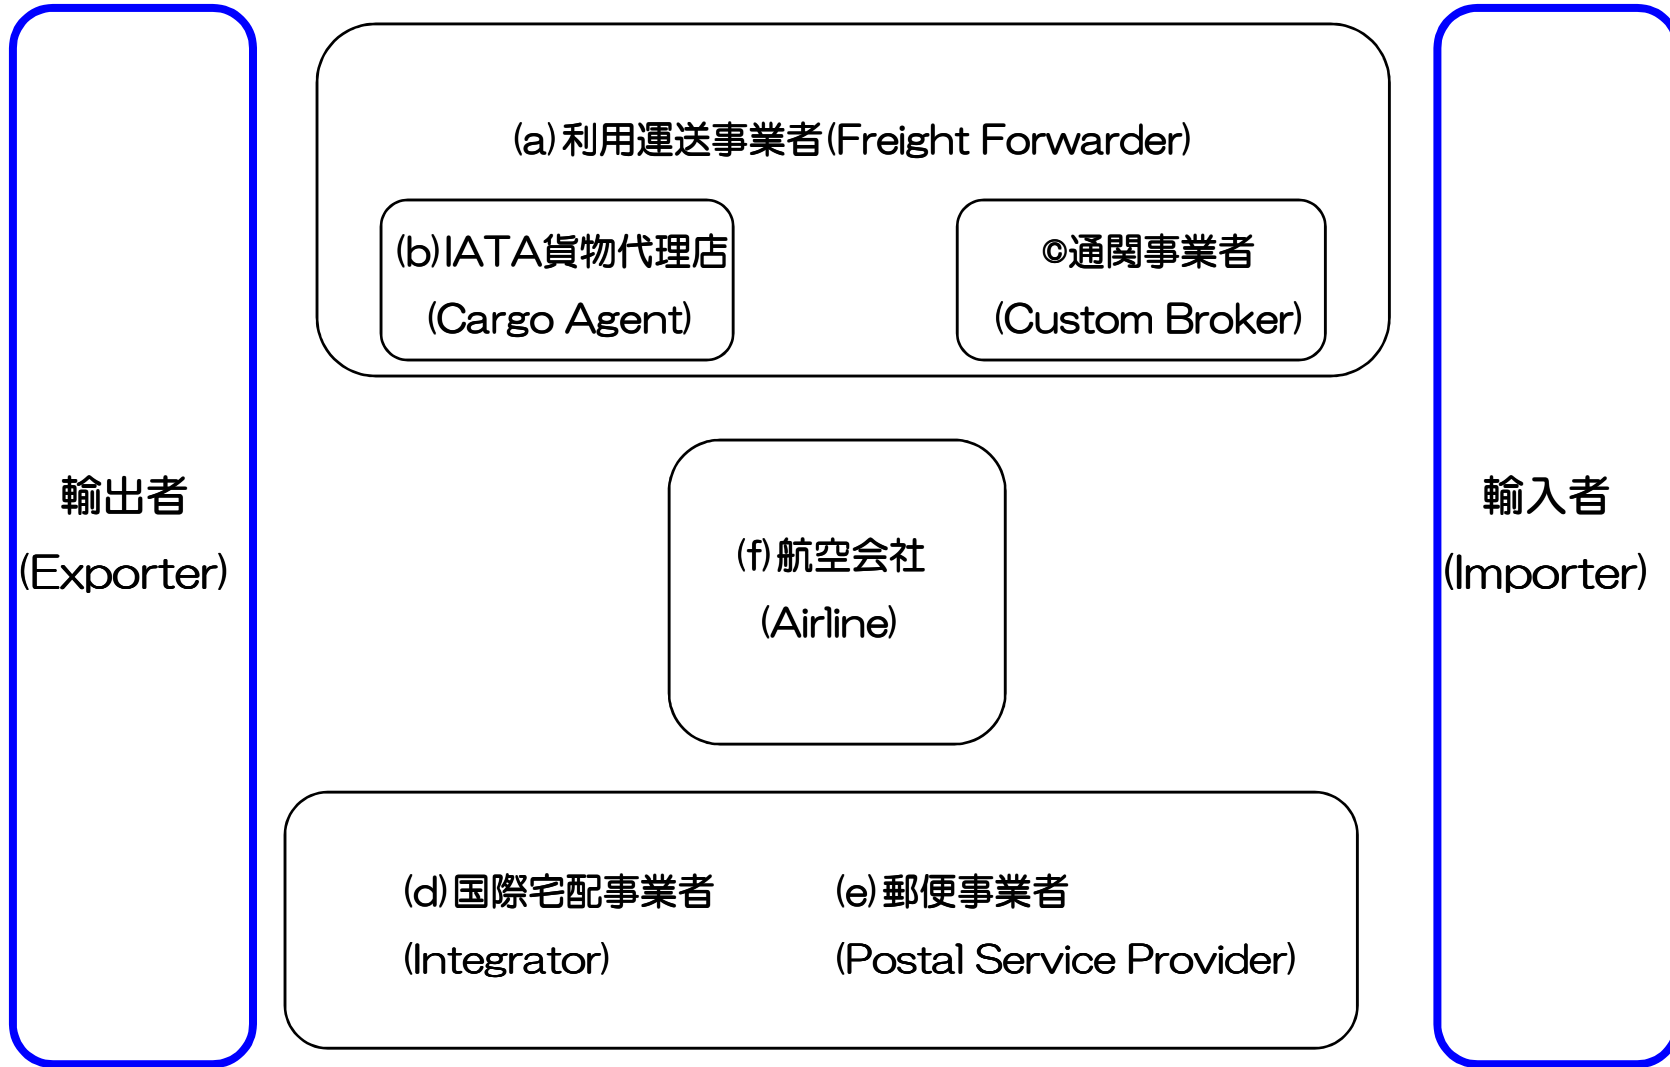 (a)利用運送事業者(Freight Forwarder)
(b)IATA貨物代理店
(Cargo Agent)
©通関事業者
(Custom Broker)
輸出者
(Exporter)
(f)航空会社
(Airline)
輸入者
(Importer)
(d)国際宅配事業者
(Integrator)
(e)郵便事業者
(Postal Service Provider)